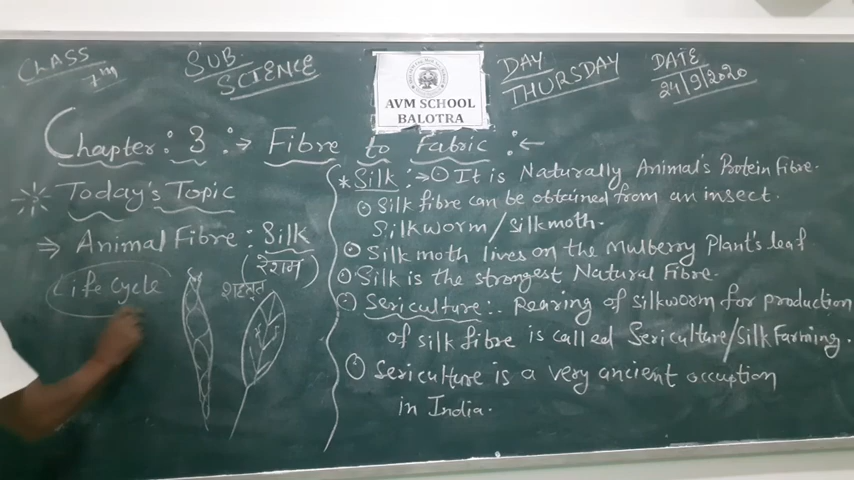 CLASS
7th
SUB.
SCIENCE
AVM SCHOOL
BALOTRA
DAY
THURSDAY
DATE
24/9/2020
Chapter : 3 :→ Fibre to Fabric :←
Today's Topic
⇒ Animal Fibre : Silk
(रेशम)
Life Cycle
शहतूत
* Silk :→⊙ It is Naturally Animal's Protein Fibre.
⊙ Silk fibre can be obtained from an insect.
Silkworm/silkmoth.
⊙ Silk moth lives on the Mulberry Plant's leaf.
⊙ Silk is the strongest Natural Fibre.
⊙ Sericulture :. Rearing of silkworm for production
of silk fibre is called Sericulture/Silk Farming.
⊙ Sericulture is a very ancient occuption
in India.